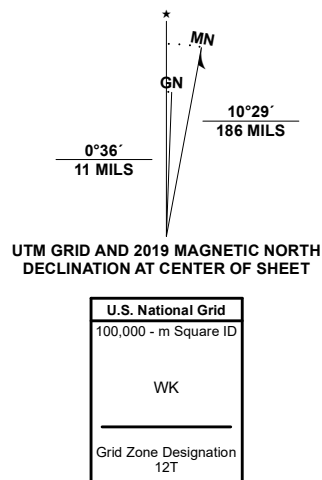 ★
MN
GN
10°29´
186 MILS
0°36´
11 MILS
UTM GRID AND 2019 MAGNETIC NORTH
DECLINATION AT CENTER OF SHEET
U.S. National Grid
100,000 - m Square ID
WK
Grid Zone Designation
12T